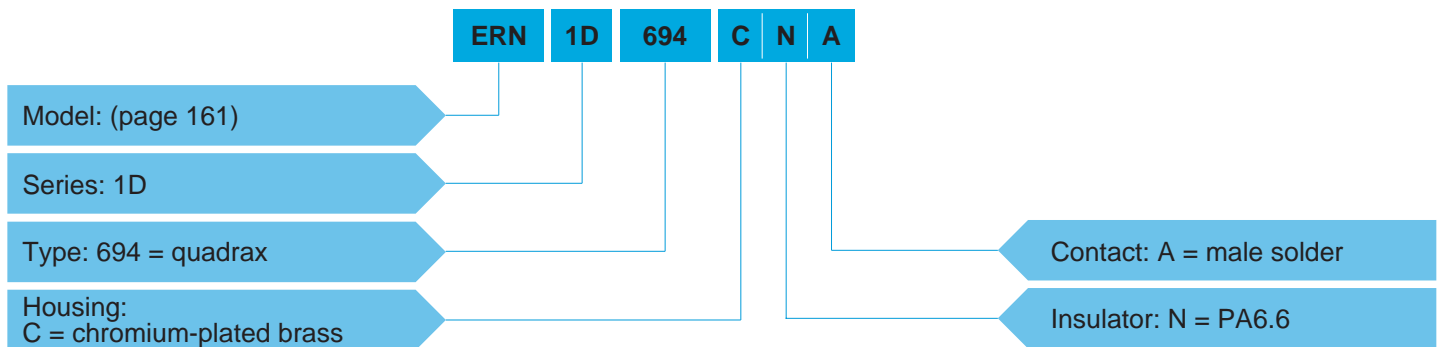 ERN 1D 694 C N A
Model: (page 161)
Series: 1D
Type: 694 = quadrax
Housing:
C = chromium-plated brass
Contact: A = male solder
Insulator: N = PA6.6